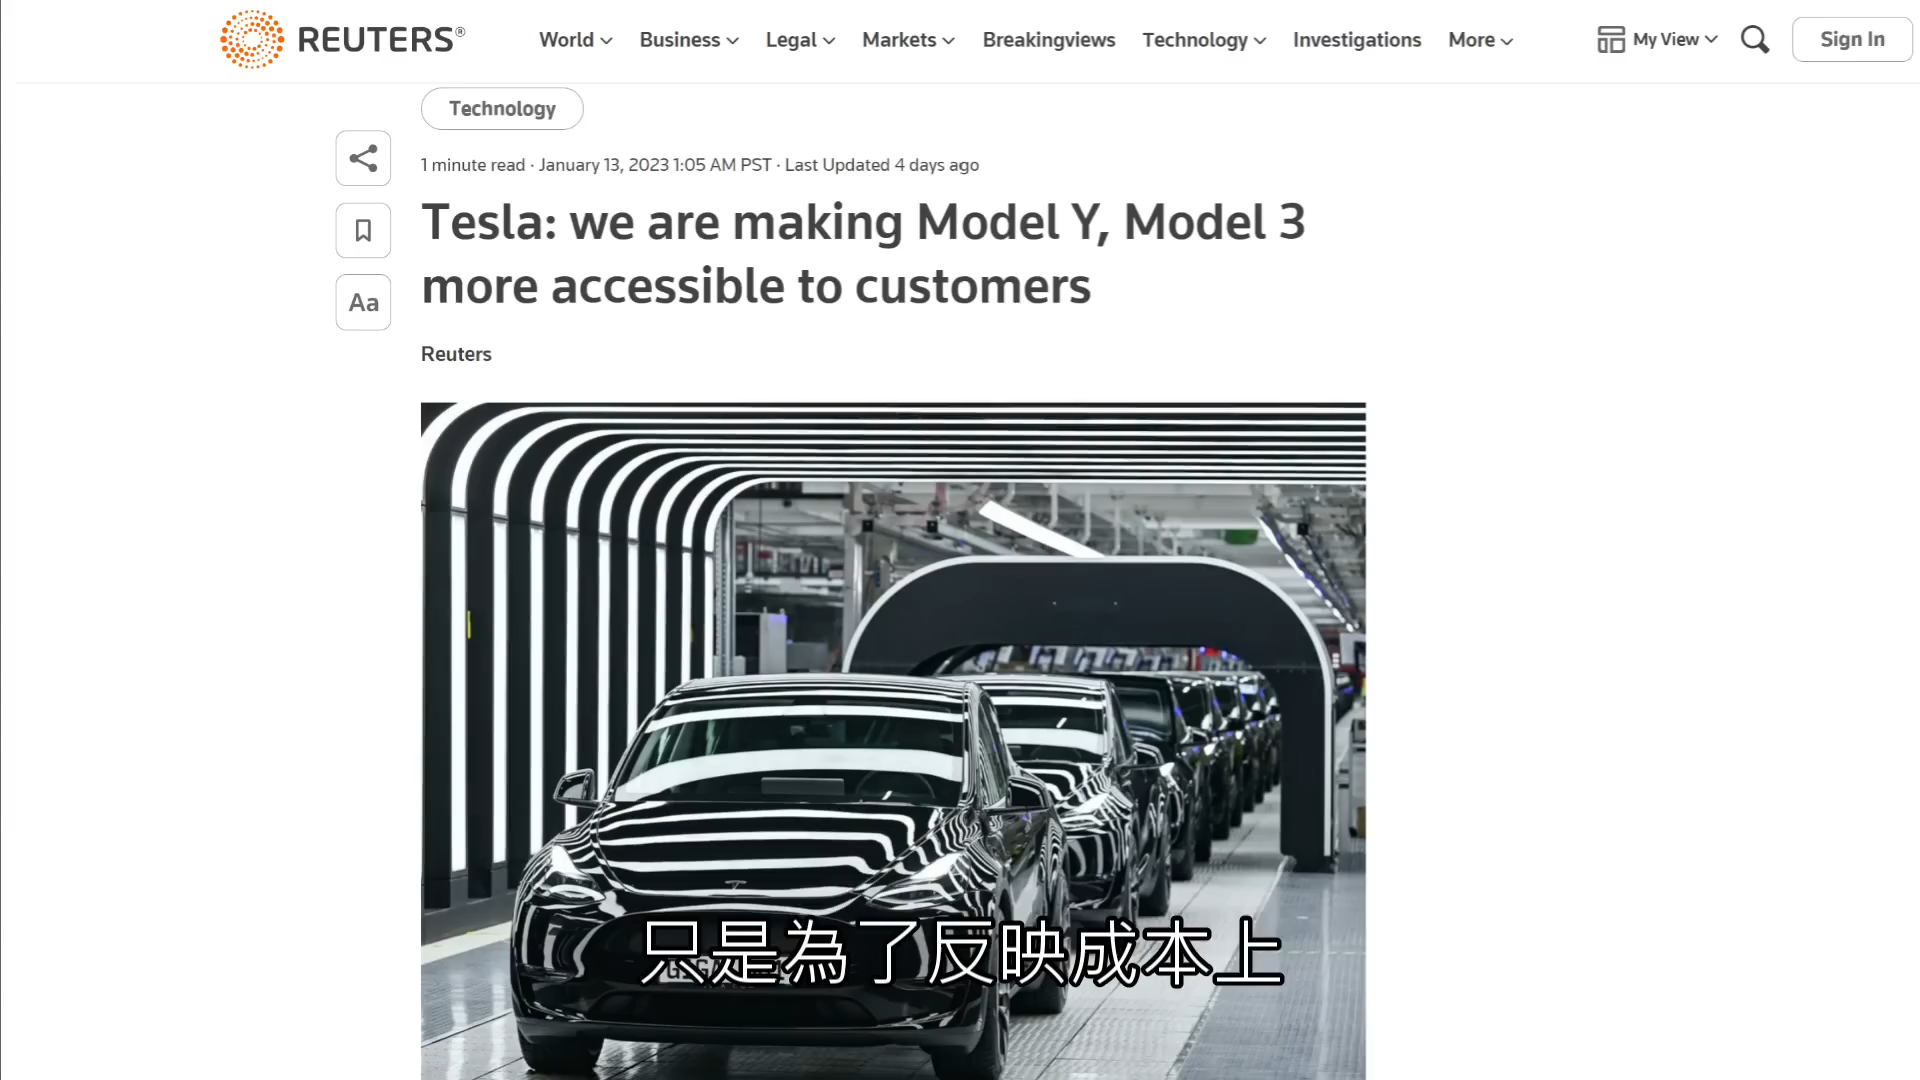 REUTERS®
World Business Legal Markets Breakingviews Technology Investigations More My View Sign In
Technology
1 minute read · January 13, 2023 1:05 AM PST · Last Updated 4 days ago
Tesla: we are making Model Y, Model 3
more accessible to customers
Aa
Reuters
只是為了反映成本上